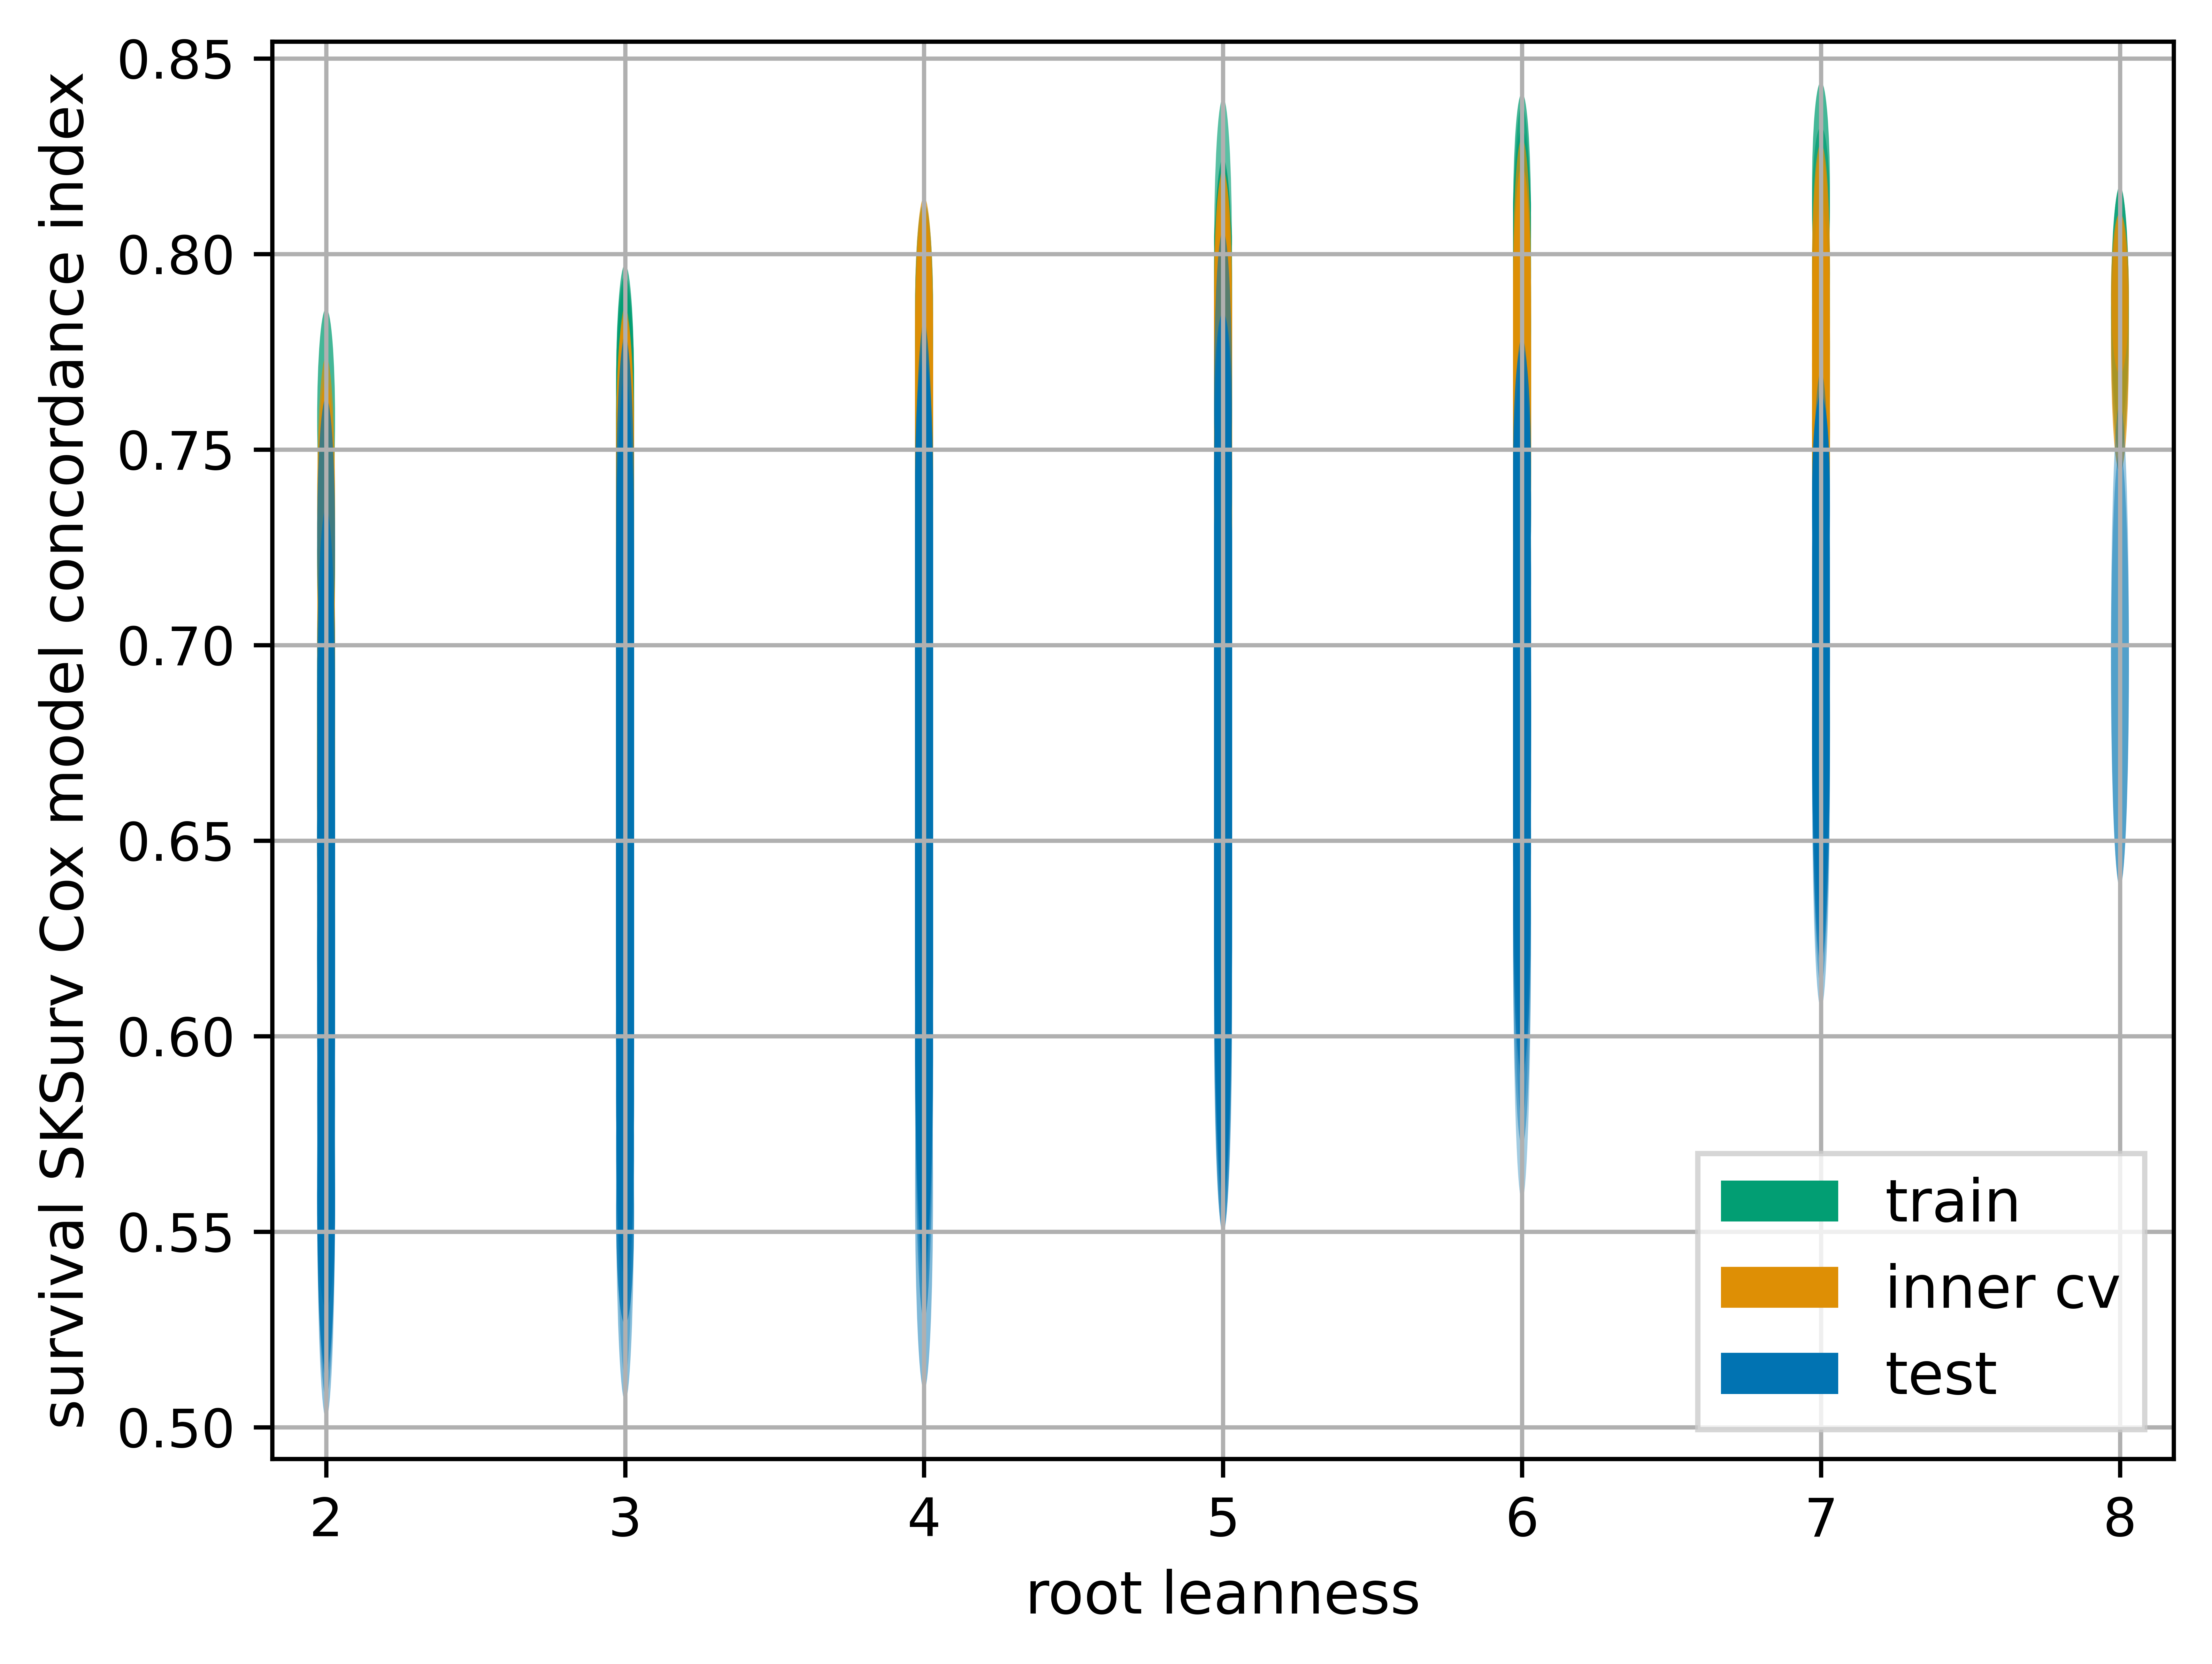 survival SKSurv Cox model concordance index
0.85
0.80
0.75
0.70
0.65
0.60
0.55
0.50
2 3 4 5 6 7 8
root leanness
train
inner cv
test